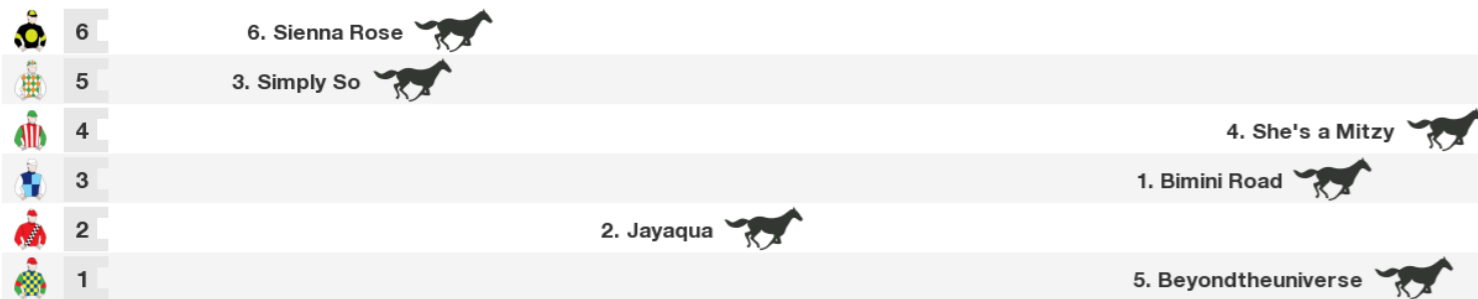 6 6. Sienna Rose
5 3. Simply So
4 4. She's a Mitzy
3 1. Bimini Road
2 2. Jayaqua
1 5. Beyondtheuniverse